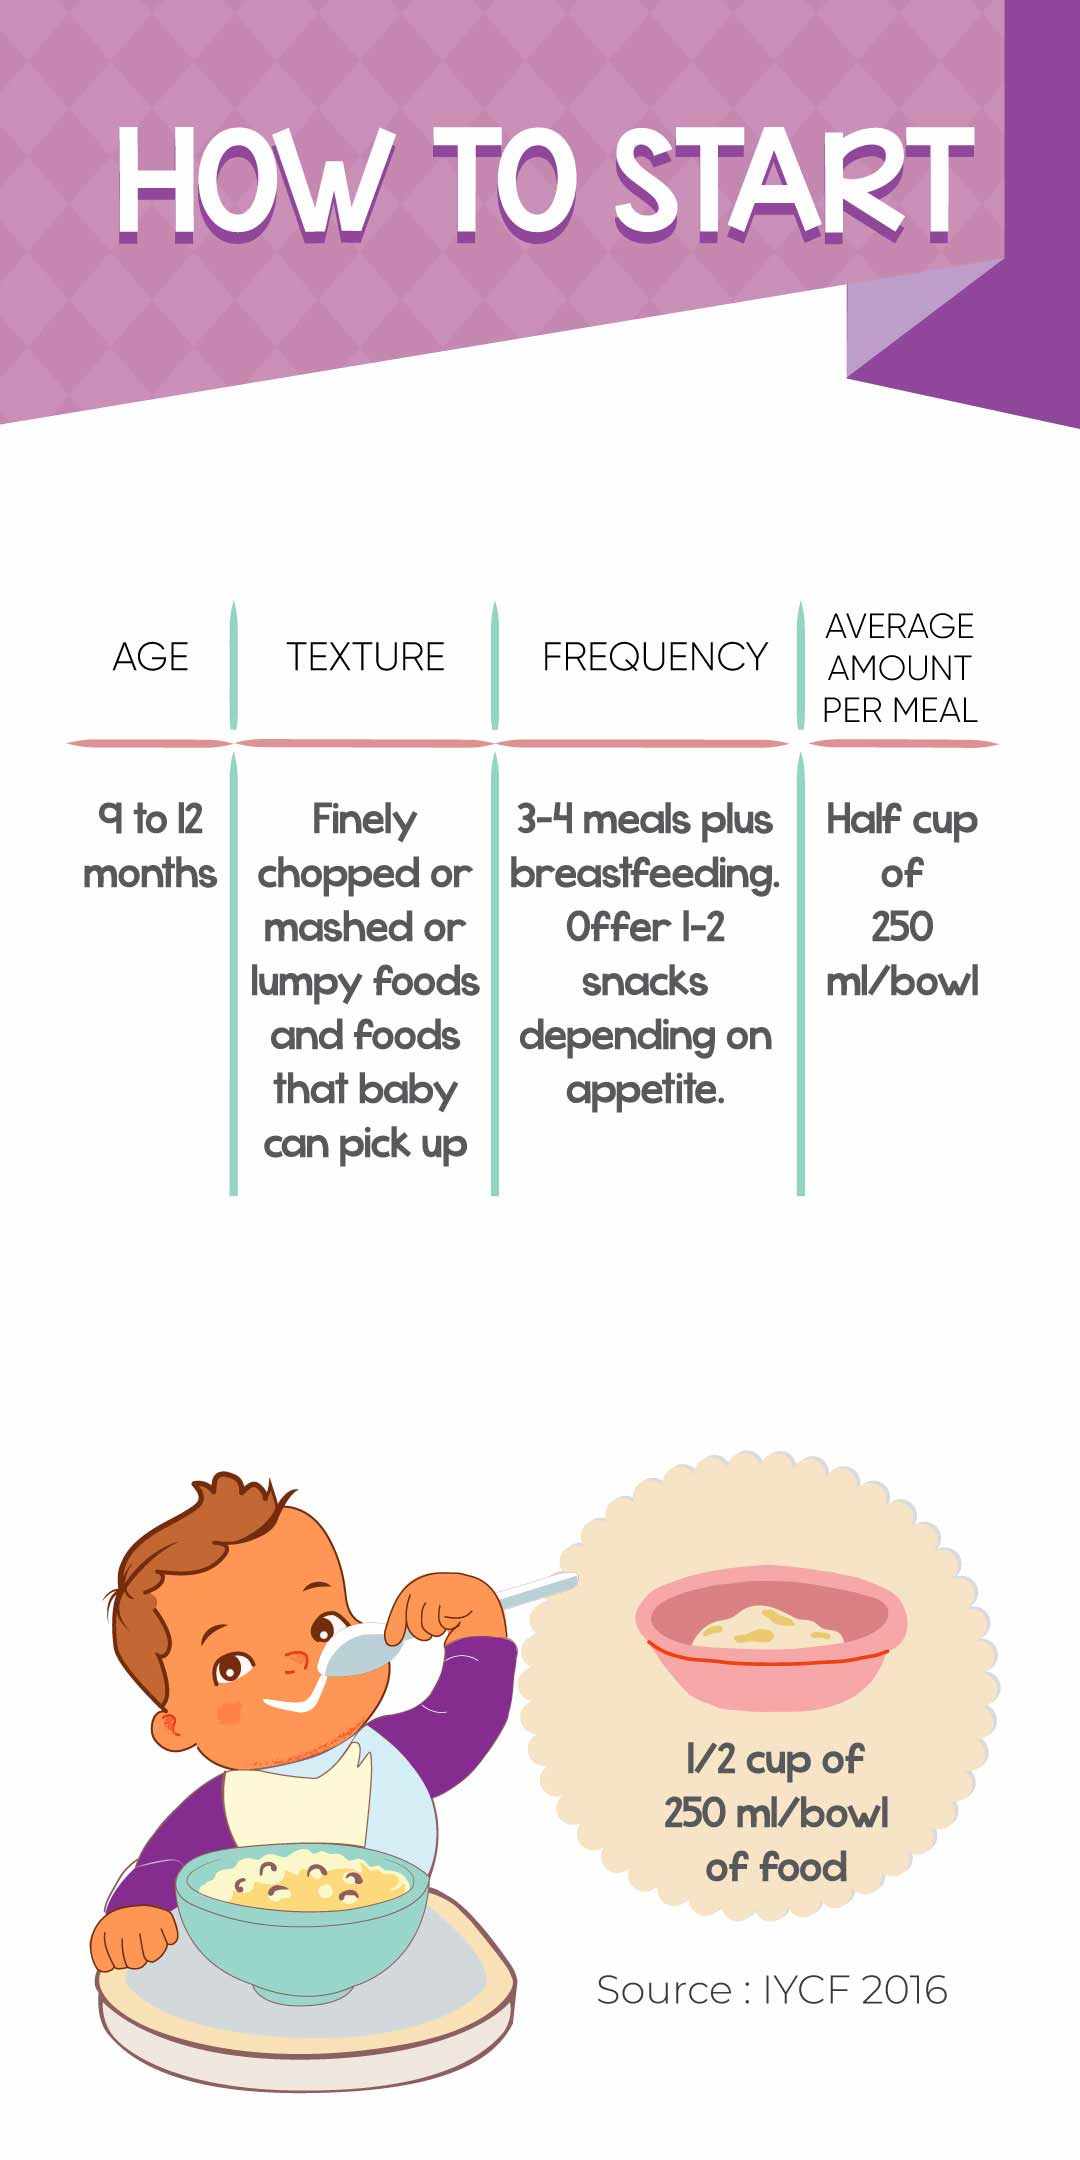 HOW TO START
AGE
TEXTURE
FREQUENCY
AVERAGE
AMOUNT
PER MEAL
9 to 12
months
Finely
chopped or
mashed or
lumpy foods
and foods
that baby
can pick up
3-4 meals plus
breastfeeding.
Offer 1-2
snacks
depending on
appetite.
Half cup
of
250
ml/bowl
1/2 cup of
250 ml/bowl
of food
Source : IYCF 2016